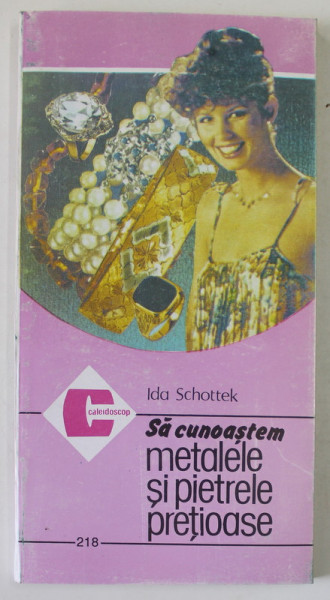 Ida Schottek
C
caleidoscop
Să cunoaștem
metalele
și pietrele
prețioase
218